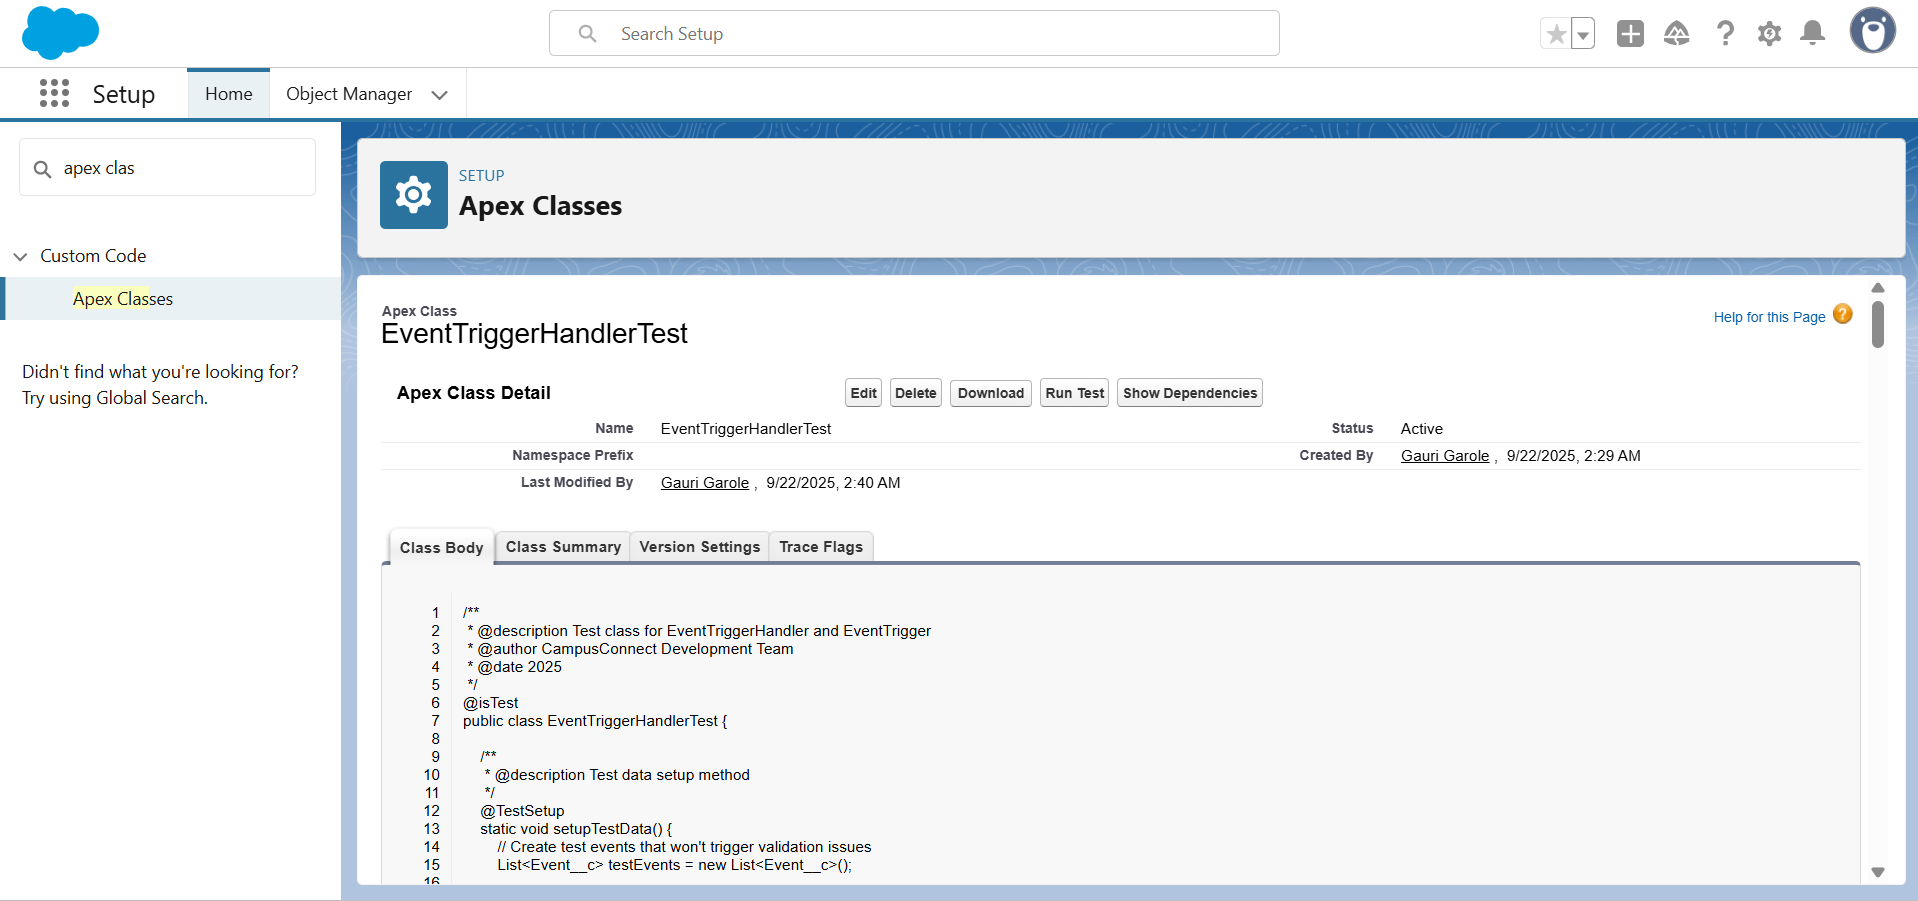 Search Setup
Setup
Home
Object Manager
apex clas
Custom Code
Apex Classes
Didn't find what you're looking for?
Try using Global Search.
SETUP
Apex Classes
Apex Class
EventTriggerHandlerTest
Help for this Page
Apex Class Detail
Edit Delete Download Run Test Show Dependencies
Name EventTriggerHandlerTest Status Active
Namespace Prefix Created By Gauri Garole , 9/22/2025, 2:29 AM
Last Modified By Gauri Garole , 9/22/2025, 2:40 AM
Class Body Class Summary Version Settings Trace Flags
1 /**
2 * @description Test class for EventTriggerHandler and EventTrigger
3 * @author CampusConnect Development Team
4 * @date 2025
5 */
6 @isTest
7 public class EventTriggerHandlerTest {
8
9 /**
10 * @description Test data setup method
11 */
12 @TestSetup
13 static void setupTestData() {
14 // Create test events that won't trigger validation issues
15 List<Event__c> testEvents = new List<Event__c>();
16